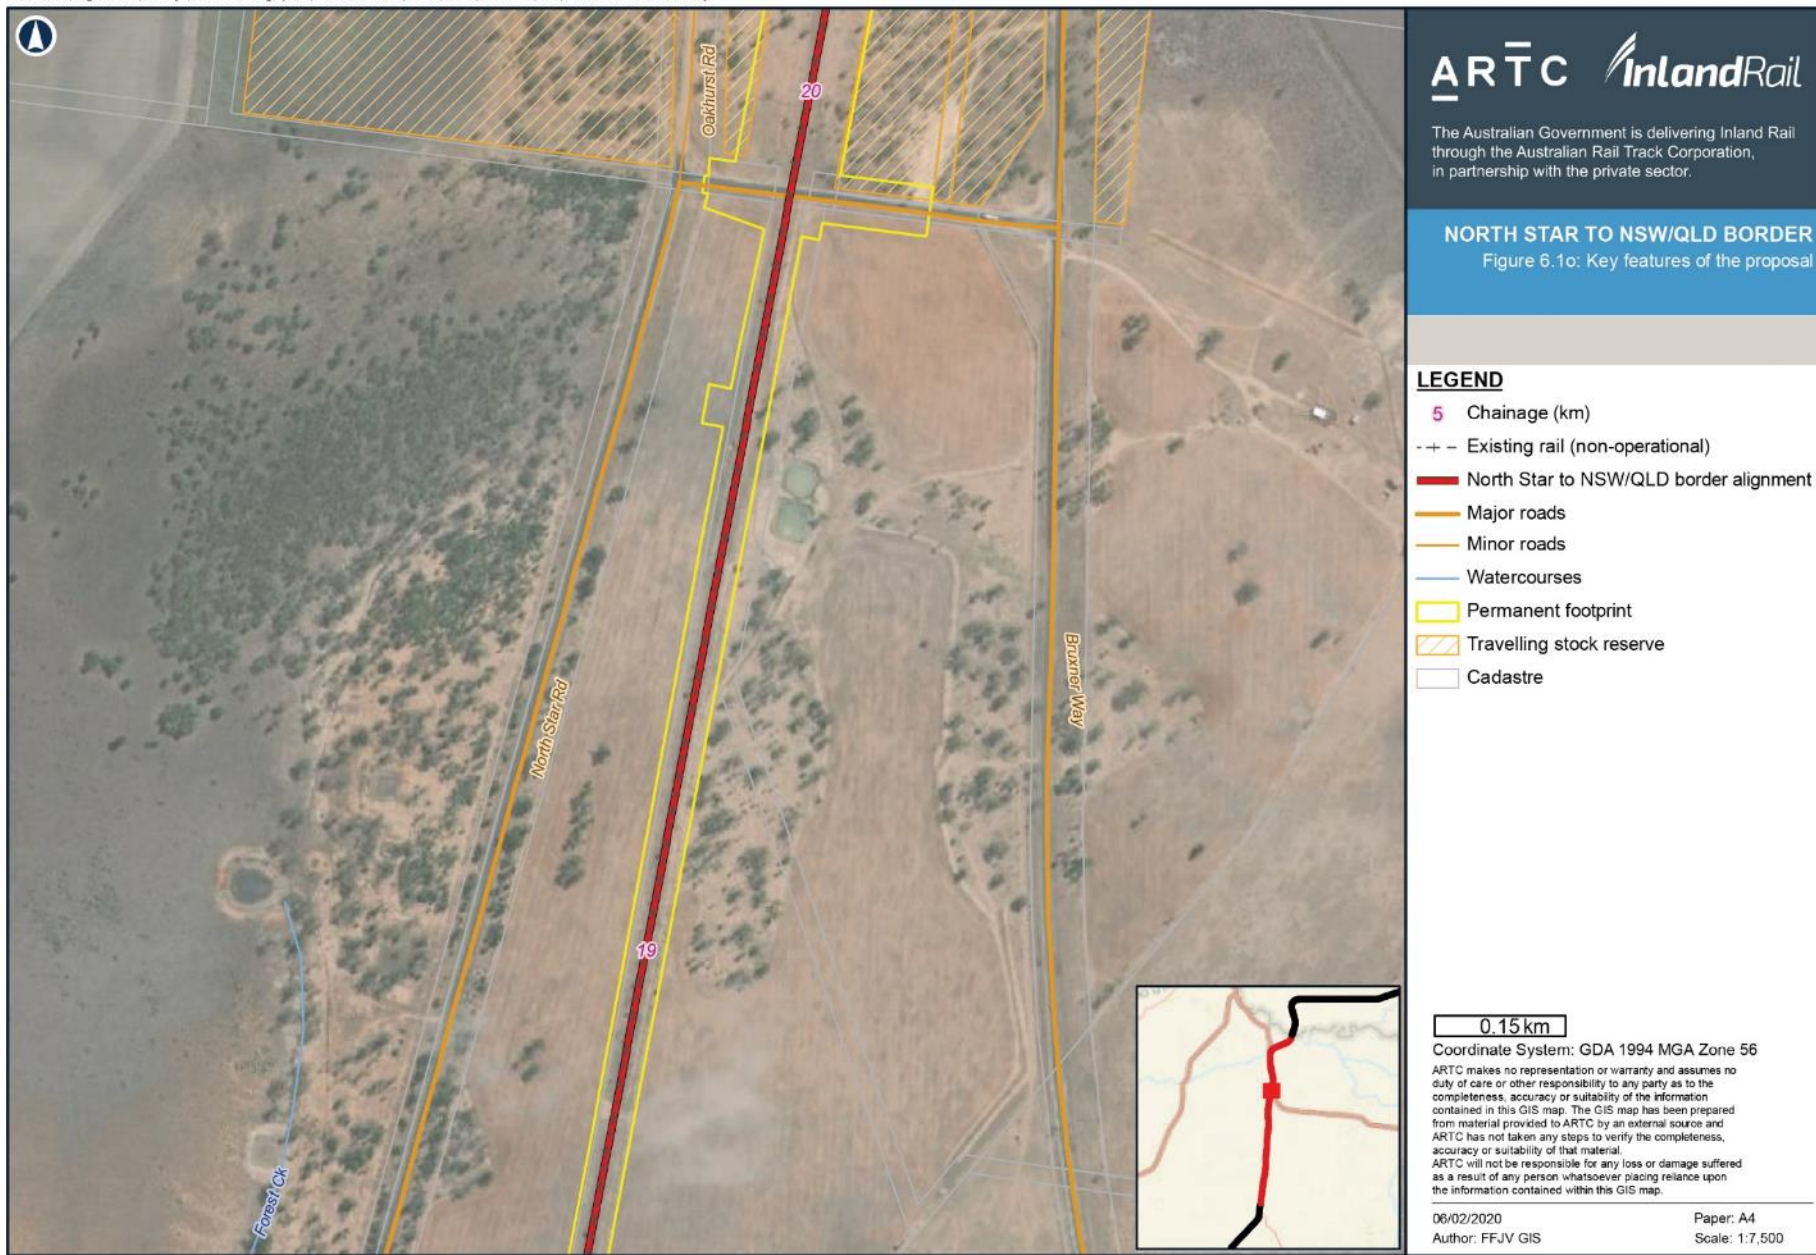 20
Oakhurst Rd
North Star Rd
Bruxner Way
19
Forest Ck
ARTC InlandRail
The Australian Government is delivering Inland Rail
through the Australian Rail Track Corporation,
in partnership with the private sector.
NORTH STAR TO NSW/QLD BORDER
Figure 6.1o: Key features of the proposal
LEGEND
5 Chainage (km)
Existing rail (non-operational)
North Star to NSW/QLD border alignment
Major roads
Minor roads
Watercourses
Permanent footprint
Travelling stock reserve
Cadastre
0.15 km
Coordinate System: GDA 1994 MGA Zone 56
ARTC makes no representation or warranty and assumes no
duty of care or other responsibility to any party as to the
completeness, accuracy or suitability of the information
contained in this GIS map. The GIS map has been prepared
from material provided to ARTC by an external source and
ARTC has not taken any steps to verify the completeness,
accuracy or suitability of that material.
ARTC will not be responsible for any loss or damage suffered
as a result of any person whatsoever placing reliance upon
the information contained within this GIS map.
06/02/2020 Paper: A4
Author: FFJV GIS Scale: 1:7,500